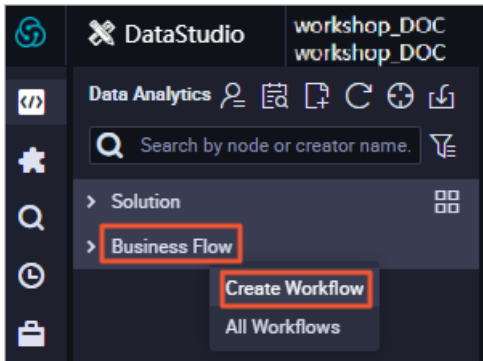 DataStudio
workshop_DOC
workshop_DOC
Data Analytics
Search by node or creator name.
Solution
Business Flow
Create Workflow
All Workflows